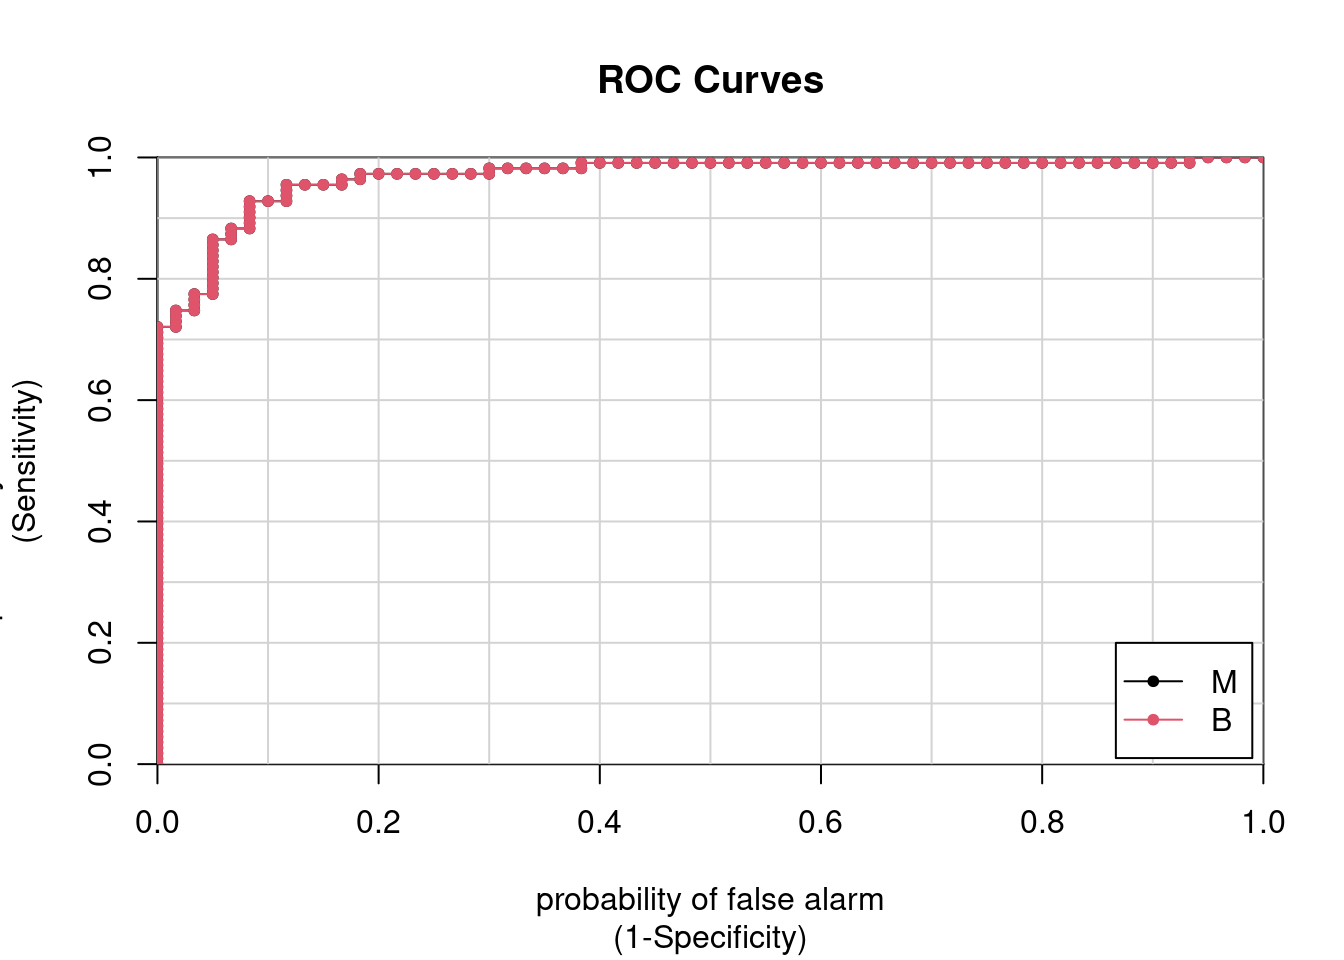 ROC Curves
(Sensitivity)
1.0
0.8
0.6
0.4
0.2
0.0
M
B
0.0 0.2 0.4 0.6 0.8 1.0
probability of false alarm
(1-Specificity)